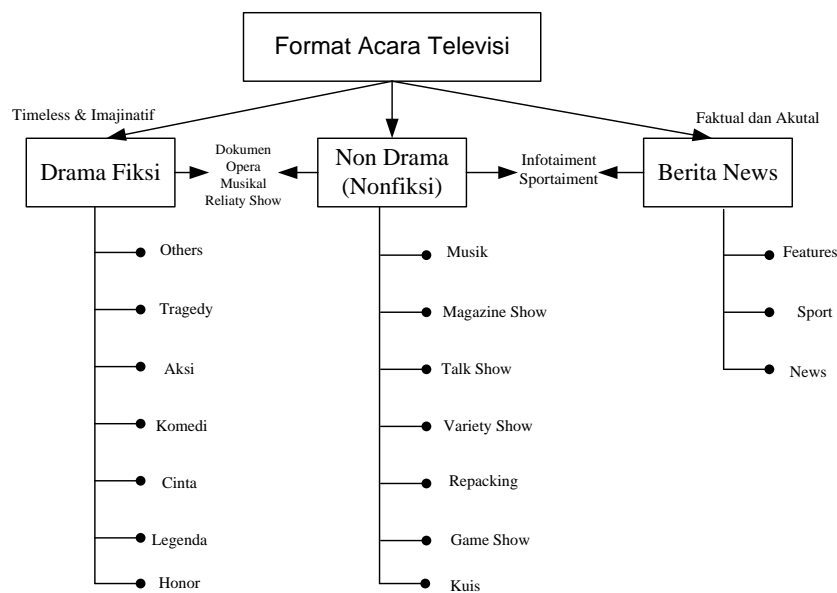 Format Acara Televisi
Timeless & Imajinatif
Faktual dan Akutal
Drama Fiksi
Dokumen
Opera
Musikal
Reliaty Show
Non Drama
(Nonfiksi)
Infotaiment
Sportaiment
Berita News
Others
Tragedy
Aksi
Komedi
Cinta
Legenda
Honor
Musik
Magazine Show
Talk Show
Variety Show
Repacking
Game Show
Kuis
Features
Sport
News